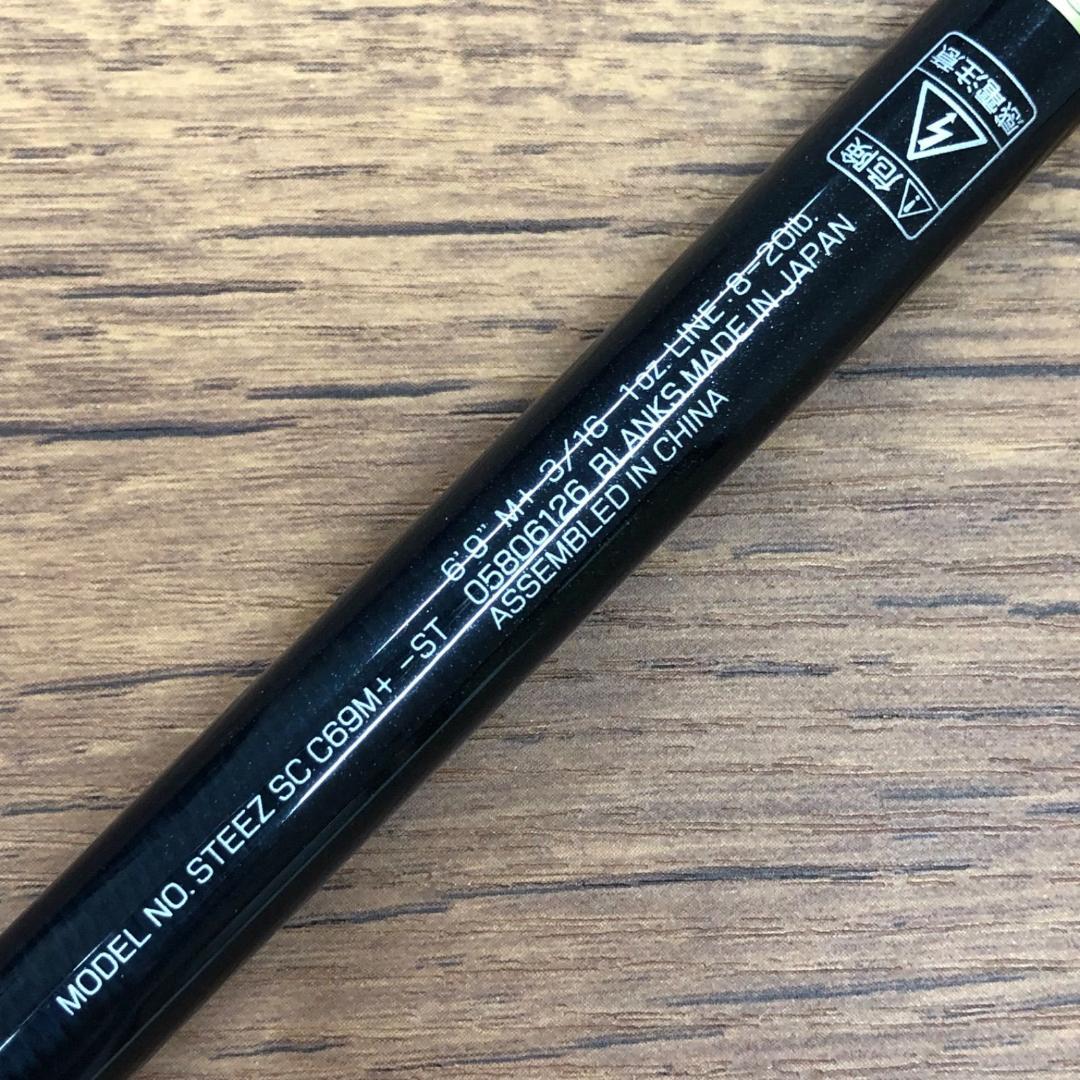 MODEL NO. STEEZ SC C69M+ -ST
6'9" M+ 3/16-1oz LINE:8-20lb.
05806126 BLANKS MADE IN JAPAN
ASSEMBLED IN CHINA
危険
感電注意